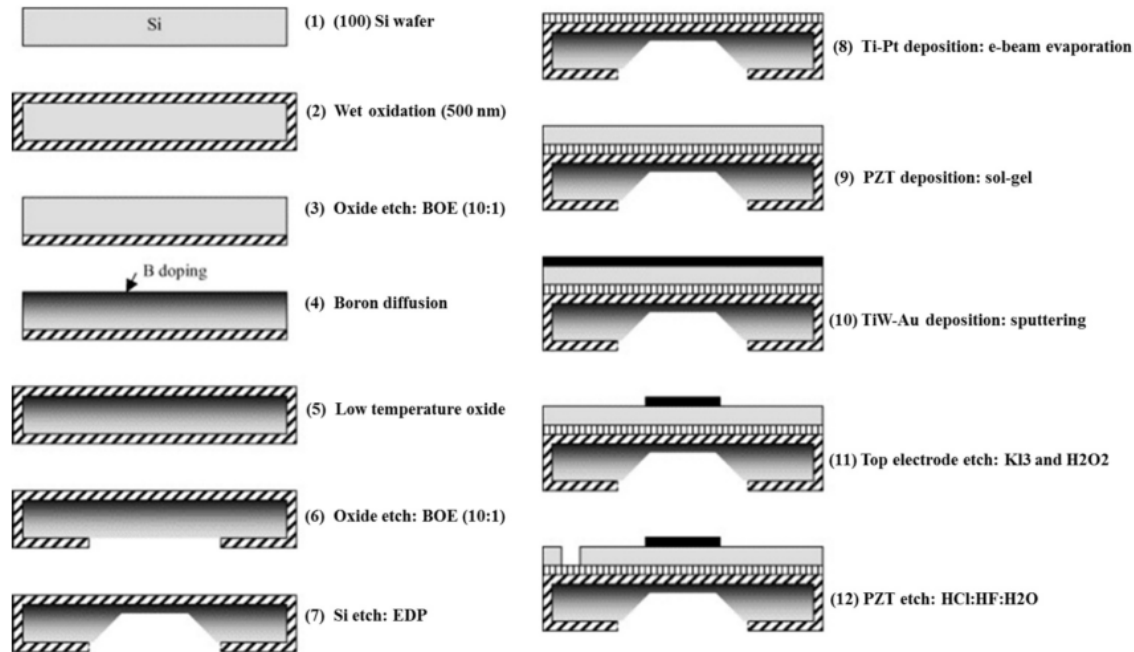 Si
(1) (100) Si wafer
(2) Wet oxidation (500 nm)
(3) Oxide etch: BOE (10:1)
B doping
(4) Boron diffusion
(5) Low temperature oxide
(6) Oxide etch: BOE (10:1)
(7) Si etch: EDP
(8) Ti-Pt deposition: e-beam evaporation
(9) PZT deposition: sol-gel
(10) TiW-Au deposition: sputtering
(11) Top electrode etch: Kl3 and H2O2
(12) PZT etch: HCl:HF:H2O